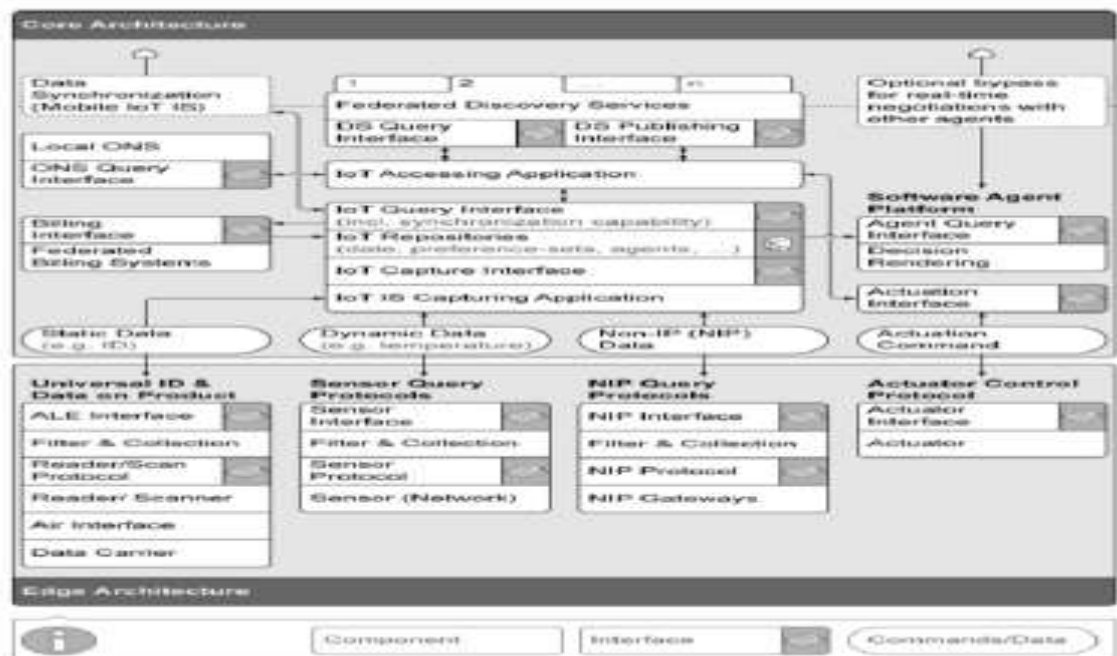 Core Architecture
Data
Synchronization
(Mobile IoT IS)
1
2
...
n
Federated Discovery Services
DS Query
Interface
DS Publishing
Interface
Optional bypass
for real-time
negotiations with
other agents
Local ONS
ONS Query
Interface
IoT Accessing Application
Billing
Interface
Federated
Billing Systems
IoT Query Interface
(incl. synchronization capability)
IoT Repositories
(data, preference-sets, agents, ...)
IoT Capture Interface
IoT IS Capturing Application
Software Agent
Platform
Agent Query
Interface
Decision
Rendering
Actuation
Interface
Static Data
(e.g. ID)
Dynamic Data
(e.g. temperature)
Non-IP (NIP)
Data
Actuation
Command
Universal ID &
Data on Product
ALE Interface
Filter & Collection
Reader/Scan
Protocol
Reader/ Scanner
Air Interface
Data Carrier
Sensor Query
Protocols
Sensor
Interface
Filter & Collection
Sensor
Protocol
Sensor (Network)
NIP Query
Protocols
NIP Interface
Filter & Collection
NIP Protocol
NIP Gateways
Actuator Control
Protocol
Actuator
Interface
Actuator
Edge Architecture
i
Component
Interface
Commands/Data